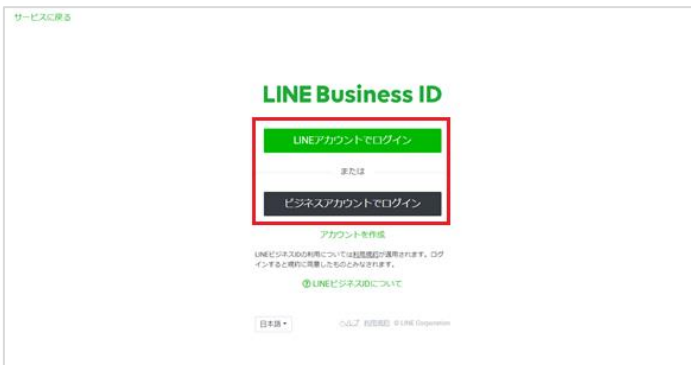 サービスに戻る
LINE Business ID
LINEアカウントでログイン
または
ビジネスアカウントでログイン
アカウントを作成
LINEビジネスIDの利用については利用規約が適用されます。ログ
インすると規約に同意したものとみなされます。
?LINEビジネスIDについて
日本語
ヘルプ 利用規約 © LINE Corporation